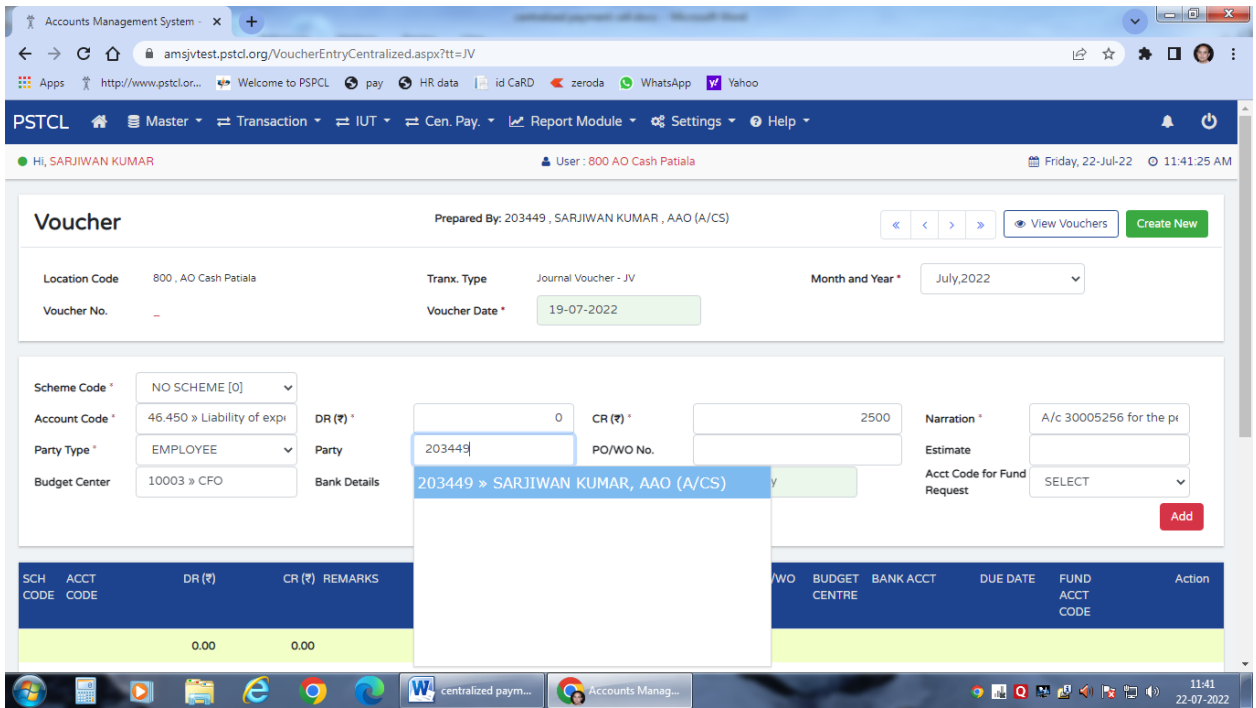 Accounts Management System -
centralized payment util docx - Microsoft Word
amsjvtest.pstcl.org/VoucherEntryCentralized.aspx?tt=JV
Apps http://www.pstcl.or... Welcome to PSPCL pay HR data id CaRD zeroda WhatsApp Yahoo
PSTCL Master Transaction IUT Cen. Pay. Report Module Settings Help
Hi, SARJIWAN KUMAR User : 800 AO Cash Patiala Friday, 22-Jul-22 11:41:25 AM
Voucher Prepared By: 203449 , SARJIWAN KUMAR , AAO (A/CS) « ‹ › » View Vouchers Create New
Location Code 800 , AO Cash Patiala Tranx. Type Journal Voucher - JV Month and Year * July,2022
Voucher No. _ Voucher Date * 19-07-2022
Scheme Code * NO SCHEME [0]
Account Code * 46.450 » Liability of expe DR (₹) * 0 CR (₹) * 2500 Narration * A/c 30005256 for the pe
Party Type * EMPLOYEE Party 203449 PO/WO No. Estimate
Budget Center 10003 » CFO Bank Details 203449 » SARJIWAN KUMAR, AAO (A/CS) y Acct Code for Fund Request SELECT
Add
SCH CODE ACCT CODE DR (₹) CR (₹) REMARKS /WO BUDGET CENTRE BANK ACCT DUE DATE FUND ACCT CODE Action
0.00 0.00
centralized paym... Accounts Manag... 11:41
22-07-2022